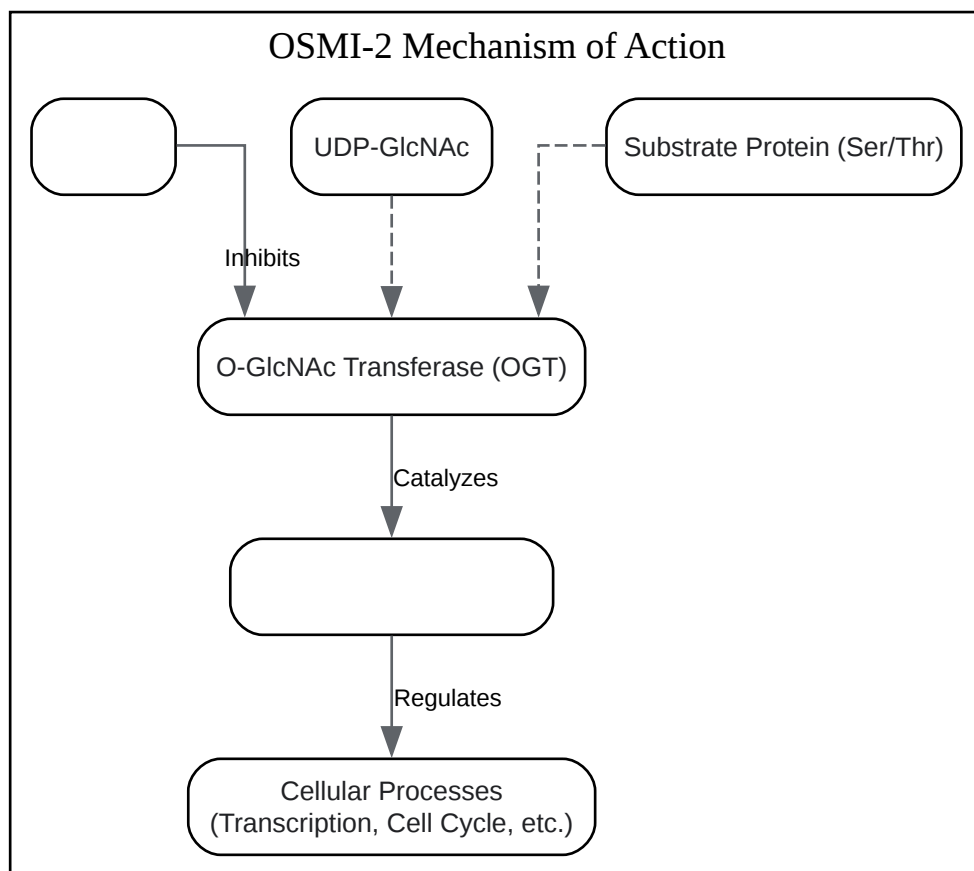 OSMI-2 Mechanism of Action
UDP-GlcNAc
Substrate Protein (Ser/Thr)
Inhibits
O-GlcNAc Transferase (OGT)
Catalyzes
Regulates
Cellular Processes
(Transcription, Cell Cycle, etc.)